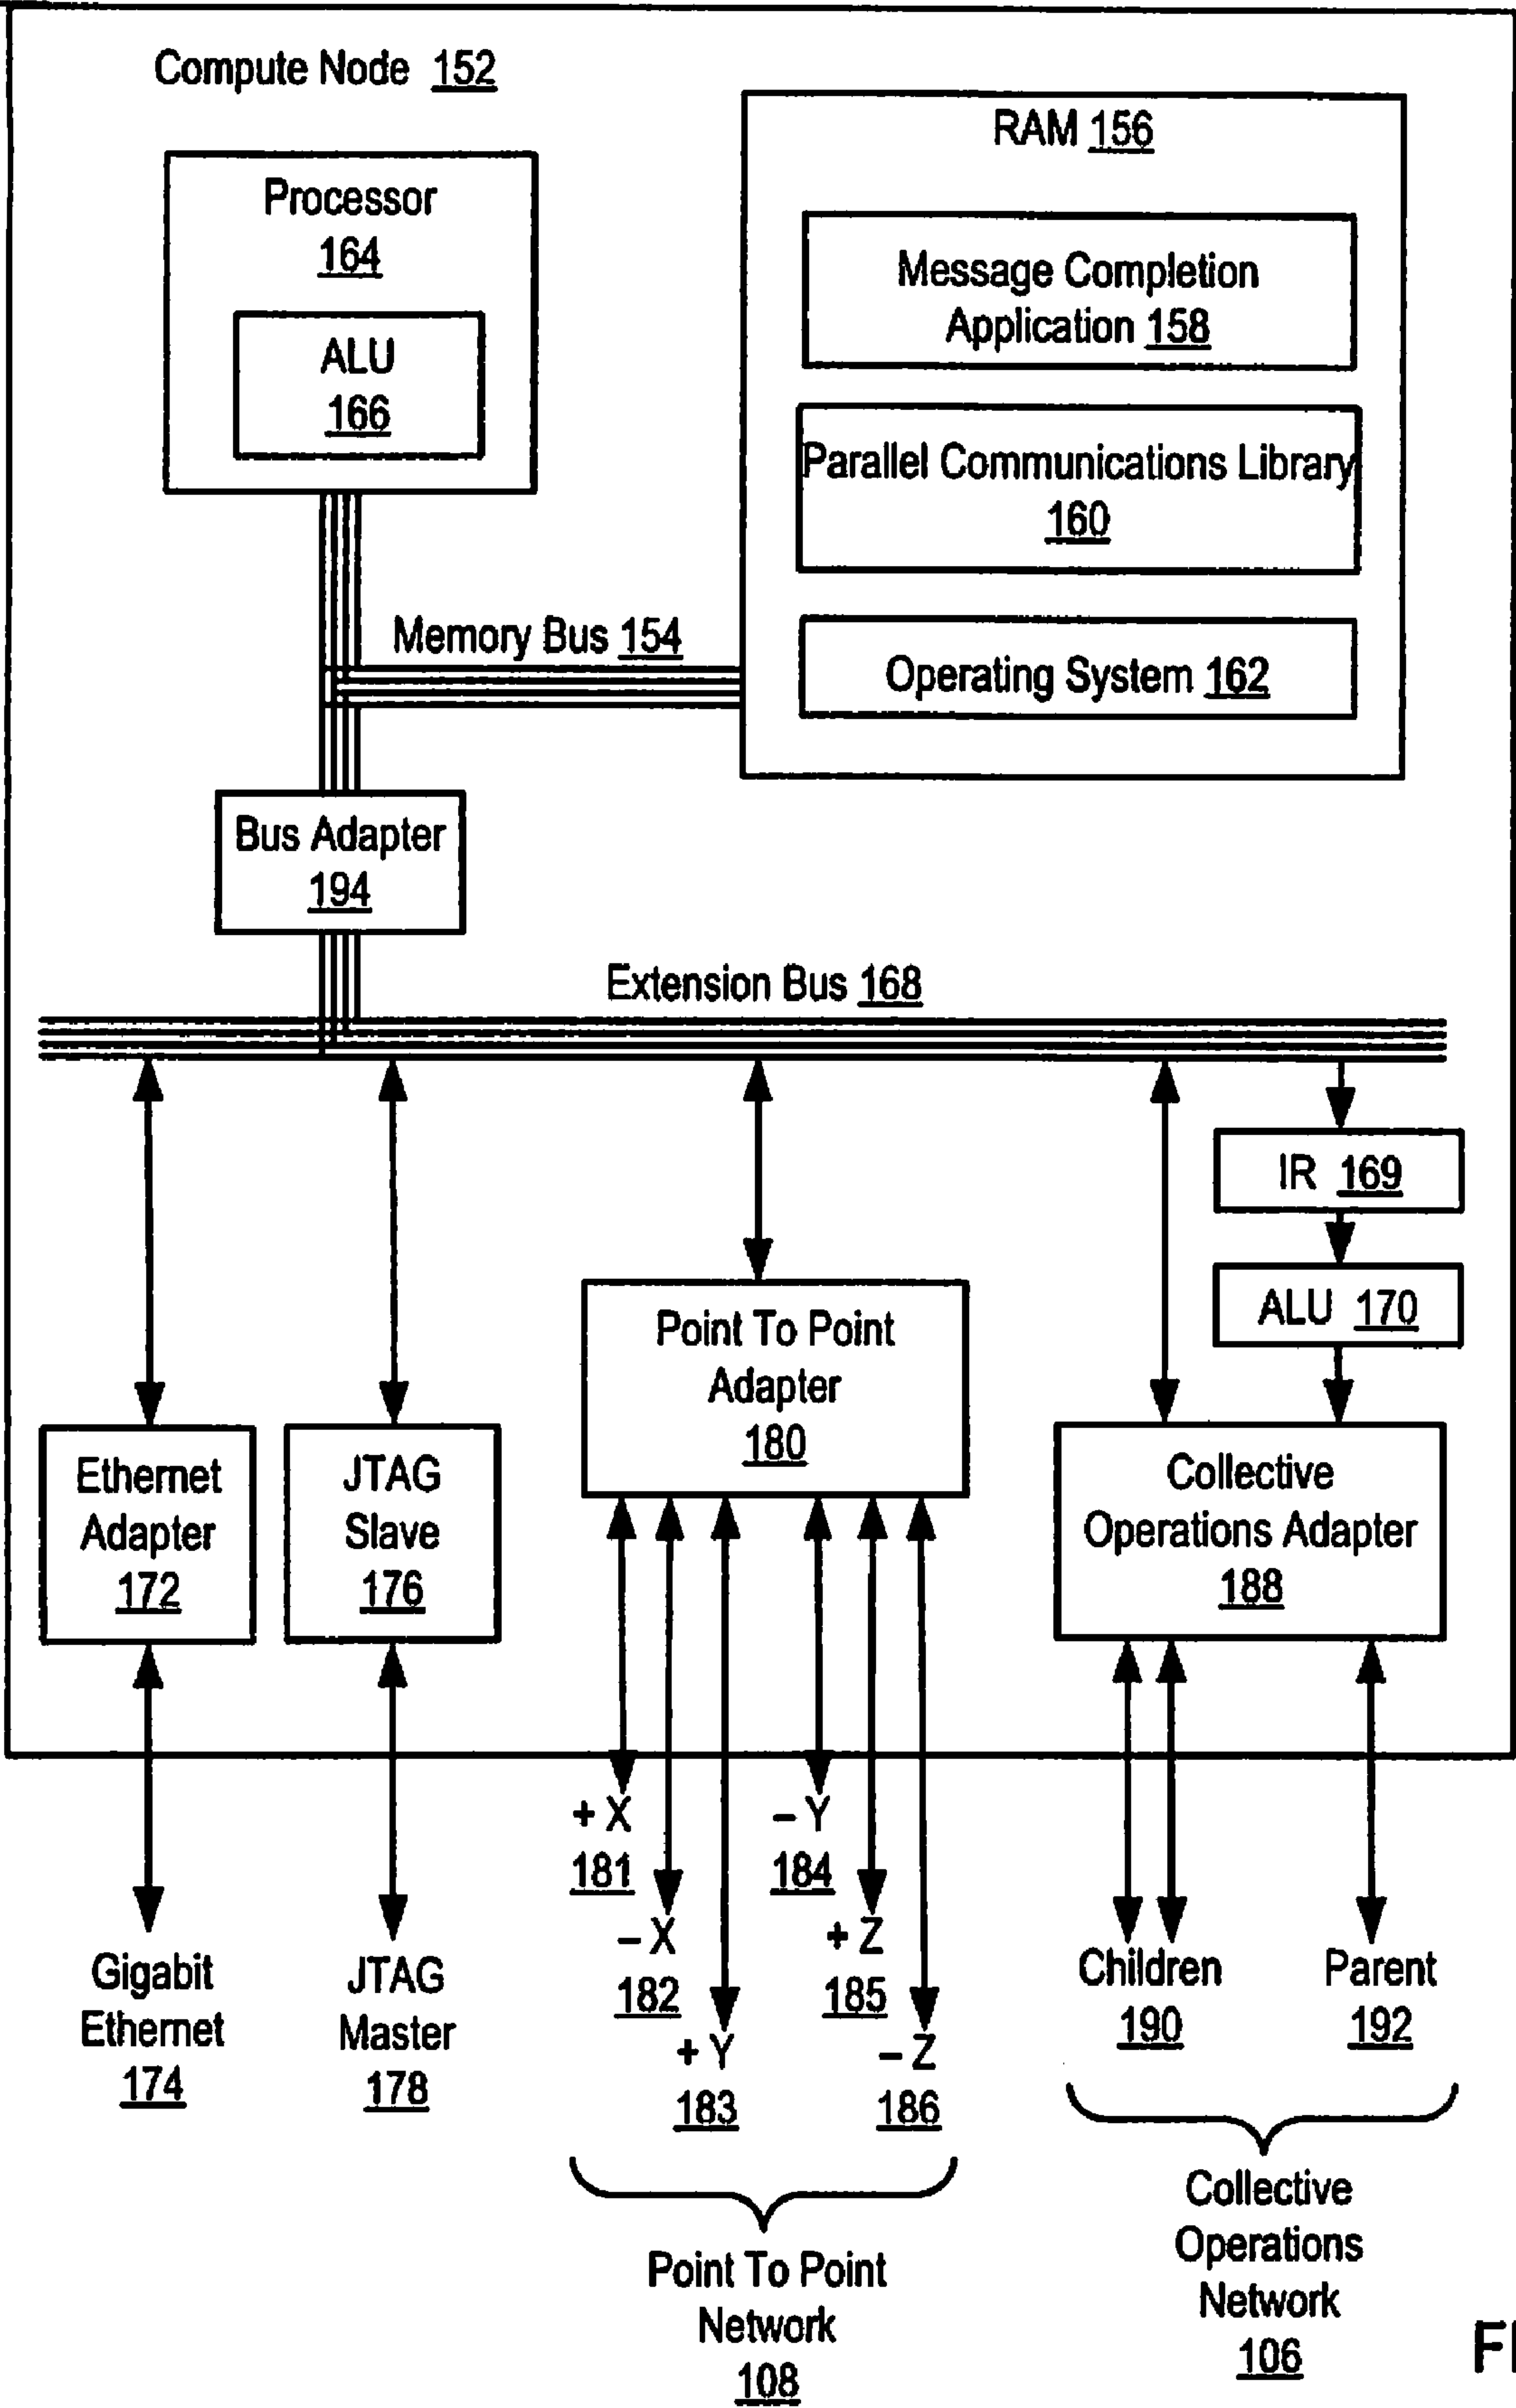 Compute Node 152
RAM 156
Processor
164
ALU
166
Message Completion
Application 158
Parallel Communications Library
160
Operating System 162
Memory Bus 154
Bus Adapter
194
Extension Bus 168
IR 169
ALU 170
Point To Point
Adapter
180
Ethernet
Adapter
172
JTAG
Slave
176
Collective
Operations Adapter
188
+ X
181
– X
182
+ Y
183
– Y
184
+ Z
185
– Z
186
Gigabit
Ethernet
174
JTAG
Master
178
Children
190
Parent
192
Point To Point
Network
108
Collective
Operations
Network
106